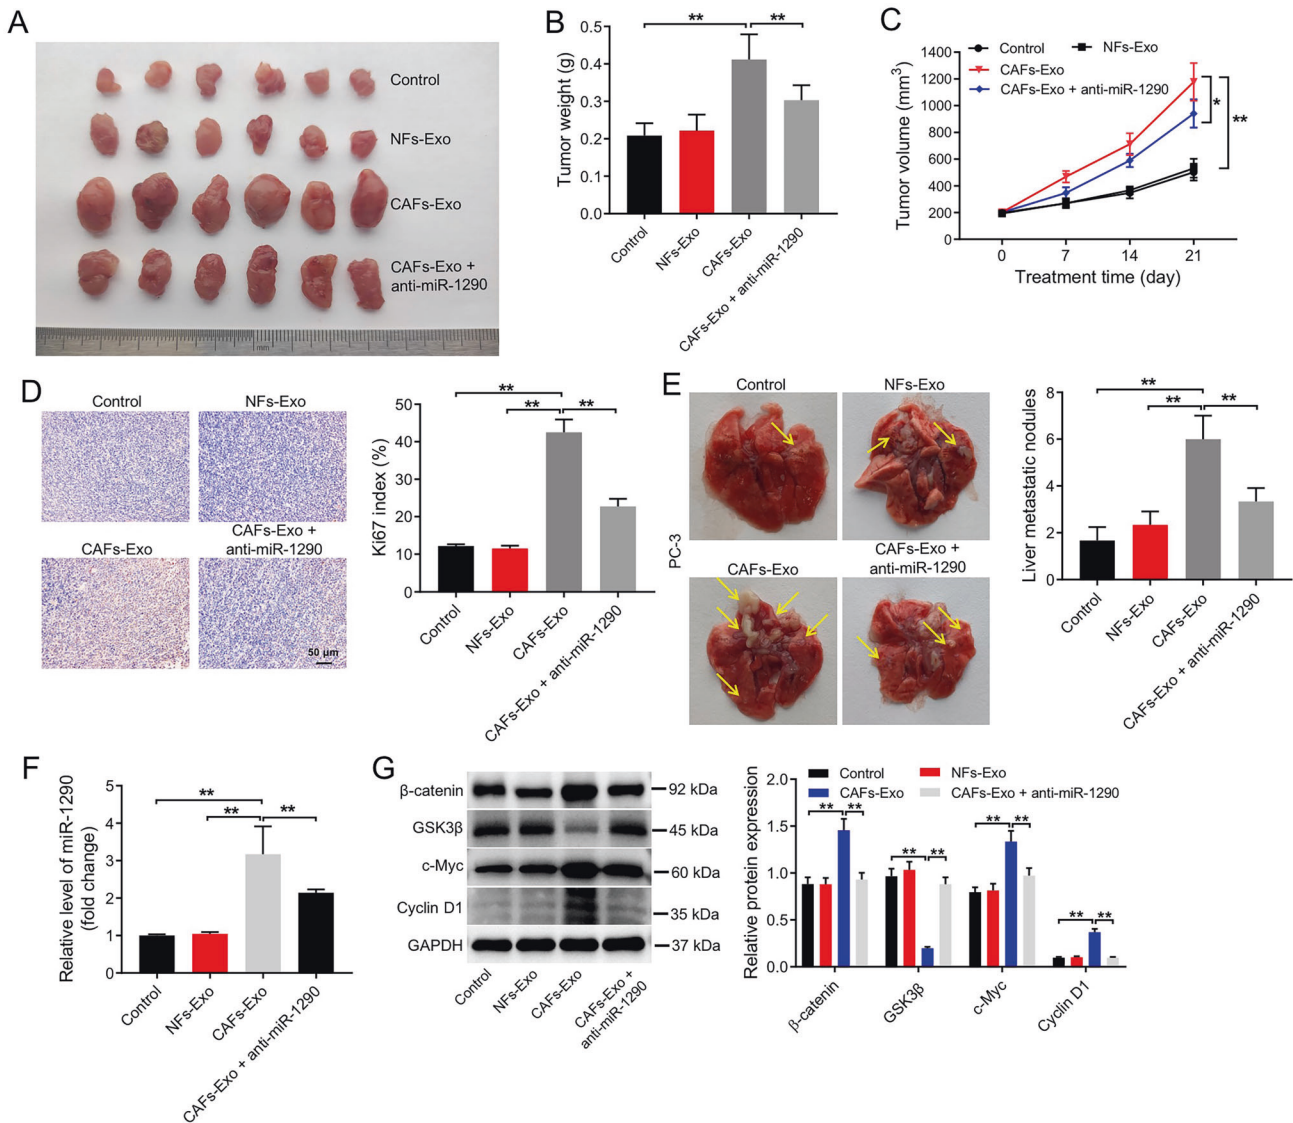 A
Control
NFs-Exo
CAFs-Exo
CAFs-Exo +
anti-miR-1290
mm
B
Tumor weight (g)
0.5
0.4
0.3
0.2
0.1
0.0
**
**
Control
NFs-Exo
CAFs-Exo
CAFs-Exo + anti-miR-1290
C
Control
NFs-Exo
CAFs-Exo
CAFs-Exo + anti-miR-1290
Tumor volume (mm³)
1400
1200
1000
800
600
400
200
0
*
**
0
7
14
21
Treatment time (day)
D
Control
NFs-Exo
CAFs-Exo
CAFs-Exo +
anti-miR-1290
50 μm
Ki67 index (%)
50
40
30
20
10
0
**
**
**
Control
NFs-Exo
CAFs-Exo
CAFs-Exo + anti-miR-1290
E
Control
NFs-Exo
PC-3
CAFs-Exo
CAFs-Exo +
anti-miR-1290
Liver metastatic nodules
8
6
4
2
0
**
**
**
Control
NFs-Exo
CAFs-Exo
CAFs-Exo + anti-miR-1290
F
Relative level of miR-1290
(fold change)
5
4
3
2
1
0
**
**
**
Control
NFs-Exo
CAFs-Exo
CAFs-Exo + anti-miR-1290
G
β-catenin
92 kDa
GSK3β
45 kDa
c-Myc
60 kDa
Cyclin D1
35 kDa
GAPDH
37 kDa
Control
NFs-Exo
CAFs-Exo
CAFs-Exo +
anti-miR-1290
Relative protein expression
2.0
1.5
1.0
0.5
0.0
Control
NFs-Exo
CAFs-Exo
CAFs-Exo + anti-miR-1290
**
**
**
**
**
**
**
**
β-catenin
GSK3β
c-Myc
Cyclin D1